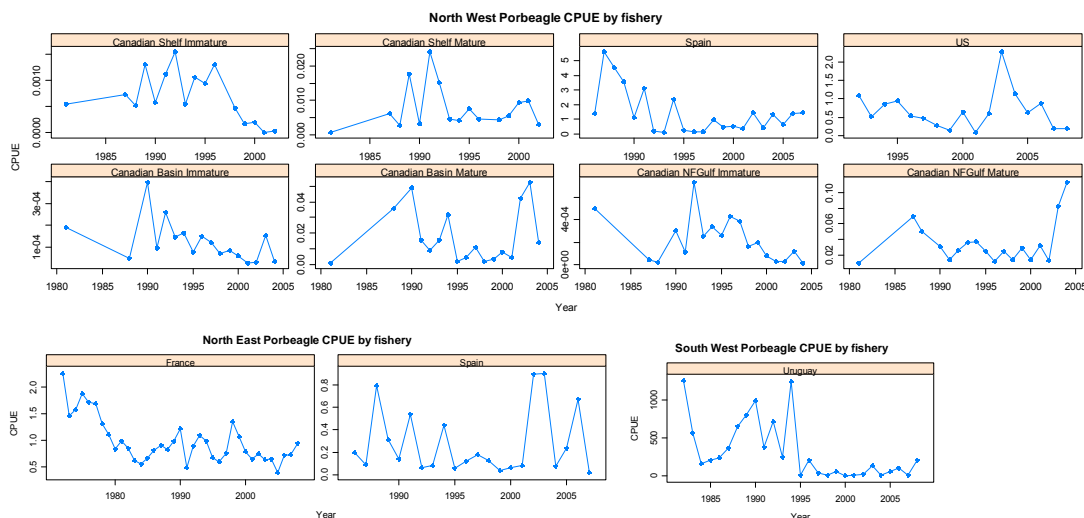 North West Porbeagle CPUE by fishery
Canadian Shelf Immature Canadian Shelf Mature Spain US
0.0000 0.0010
0.000 0.010 0.020
0 1 2 3 4 5
0.0 0.5 1.0 1.5 2.0
CPUE
1985 1990 1995 2000 1985 1990 1995 2000 1990 1995 2000 2005 1995 2000 2005
Canadian Basin Immature Canadian Basin Mature Canadian NFGulf Immature Canadian NFGulf Mature
1e-04 3e-04
0.00 0.02 0.04
0e+00 4e-04
0.02 0.06 0.10
1980 1985 1990 1995 2000 2005 1980 1985 1990 1995 2000 2005 1980 1985 1990 1995 2000 2005 1980 1985 1990 1995 2000 2005
Year
North East Porbeagle CPUE by fishery
France Spain
CPUE
0.5 1.0 1.5 2.0
0.0 0.2 0.4 0.6 0.8
1980 1990 2000 1990 1995 2000 2005
Year
South West Porbeagle CPUE by fishery
Uruguay
CPUE
0 500 1000
1985 1990 1995 2000 2005
Year